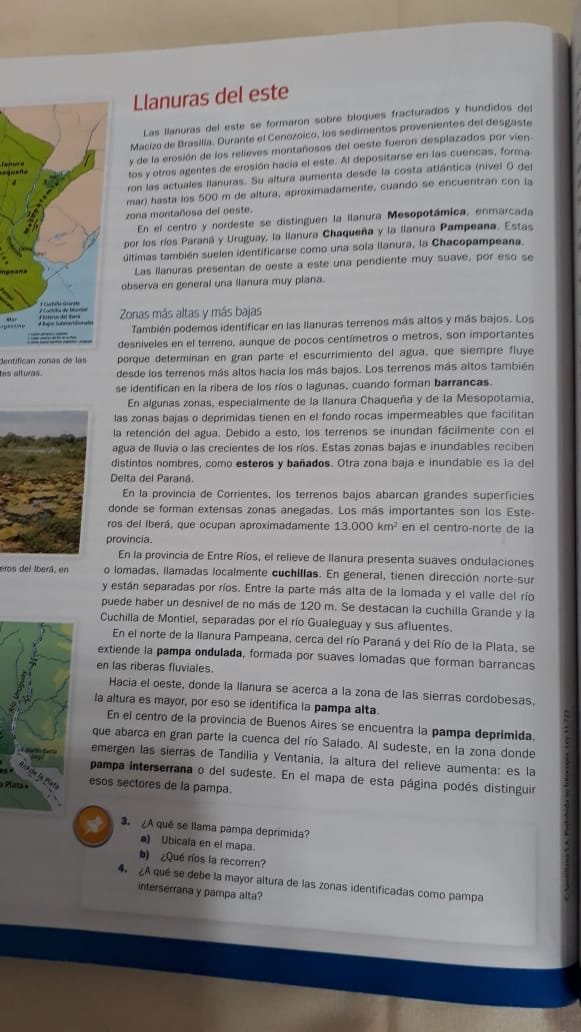 Llanuras del este
Las llanuras del este se formaron sobre bloques fracturados y hundidos del
Macizo de Brasilia. Durante el Cenozoico, los sedimentos provenientes del desgaste
y de la erosión de los relieves montañosos del oeste fueron desplazados por vien-
tos y otros agentes de erosión hacia el este. Al depositarse en las cuencas, forma-
ron las actuales llanuras. Su altura aumenta desde la costa atlántica (nivel 0 del
mar) hasta los 500 m de altura, aproximadamente, cuando se encuentran con la
zona montañosa del oeste.
En el centro y nordeste se distinguen la llanura Mesopotámica, enmarcada
por los ríos Paraná y Uruguay, la llanura Chaqueña y la llanura Pampeana. Estas
últimas también suelen identificarse como una sola llanura, la Chacopampeana.
Las llanuras presentan de oeste a este una pendiente muy suave, por eso se
observa en general una llanura muy plana.
Zonas más altas y más bajas
También podemos identificar en las llanuras terrenos más altos y más bajos. Los
desniveles en el terreno, aunque de pocos centímetros o metros, son importantes
porque determinan en gran parte el escurrimiento del agua, que siempre fluye
desde los terrenos más altos hacia los más bajos. Los terrenos más altos también
se identifican en la ribera de los ríos o lagunas, cuando forman barrancas.
En algunas zonas, especialmente de la llanura Chaqueña y de la Mesopotamia,
las zonas bajas o deprimidas tienen en el fondo rocas impermeables que facilitan
la retención del agua. Debido a esto, los terrenos se inundan fácilmente con el
agua de lluvia o las crecientes de los ríos. Estas zonas bajas e inundables reciben
distintos nombres, como esteros y bañados. Otra zona baja e inundable es la del
Delta del Paraná.
En la provincia de Corrientes, los terrenos bajos abarcan grandes superficies
donde se forman extensas zonas anegadas. Los más importantes son los Este-
ros del Iberá, que ocupan aproximadamente 13.000 km² en el centro-norte de la
provincia.
En la provincia de Entre Ríos, el relieve de llanura presenta suaves ondulaciones
o lomadas, llamadas localmente cuchillas. En general, tienen dirección norte-sur
y están separadas por ríos. Entre la parte más alta de la lomada y el valle del río
puede haber un desnivel de no más de 120 m. Se destacan la cuchilla Grande y la
Cuchilla de Montiel, separadas por el río Gualeguay y sus afluentes.
En el norte de la llanura Pampeana, cerca del río Paraná y del Río de la Plata, se
extiende la pampa ondulada, formada por suaves lomadas que forman barrancas
en las riberas fluviales.
Hacia el oeste, donde la llanura se acerca a la zona de las sierras cordobesas,
la altura es mayor, por eso se identifica la pampa alta.
En el centro de la provincia de Buenos Aires se encuentra la pampa deprimida,
que abarca en gran parte la cuenca del río Salado. Al sudeste, en la zona donde
emergen las sierras de Tandilia y Ventania, la altura del relieve aumenta: es la
pampa interserrana o del sudeste. En el mapa de esta página podés distinguir
esos sectores de la pampa.
3. ¿A qué se llama pampa deprimida?
a) Ubicala en el mapa.
b) ¿Qué ríos la recorren?
4. ¿A qué se debe la mayor altura de las zonas identificadas como pampa
interserrana y pampa alta?
1 Cuchilla Grande
2 Cuchilla de Montiel
3 Esteros del Iberá
4 Bajos Submeridionales
Mar
dentifican zonas de las
tes alturas.
eros del Iberá, en
Río Uruguay
Río de la Plata